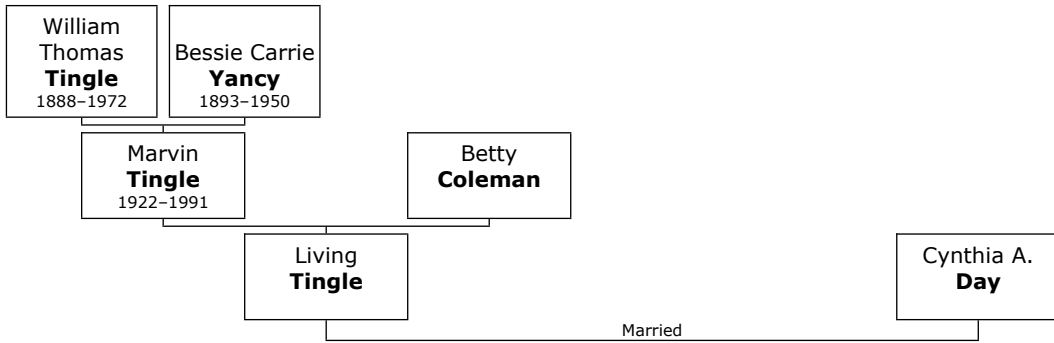 William
Thomas
Tingle
1888–1972
Bessie Carrie
Yancy
1893–1950
Marvin
Tingle
1922–1991
Betty
Coleman
Living
Tingle
Cynthia A.
Day
Married